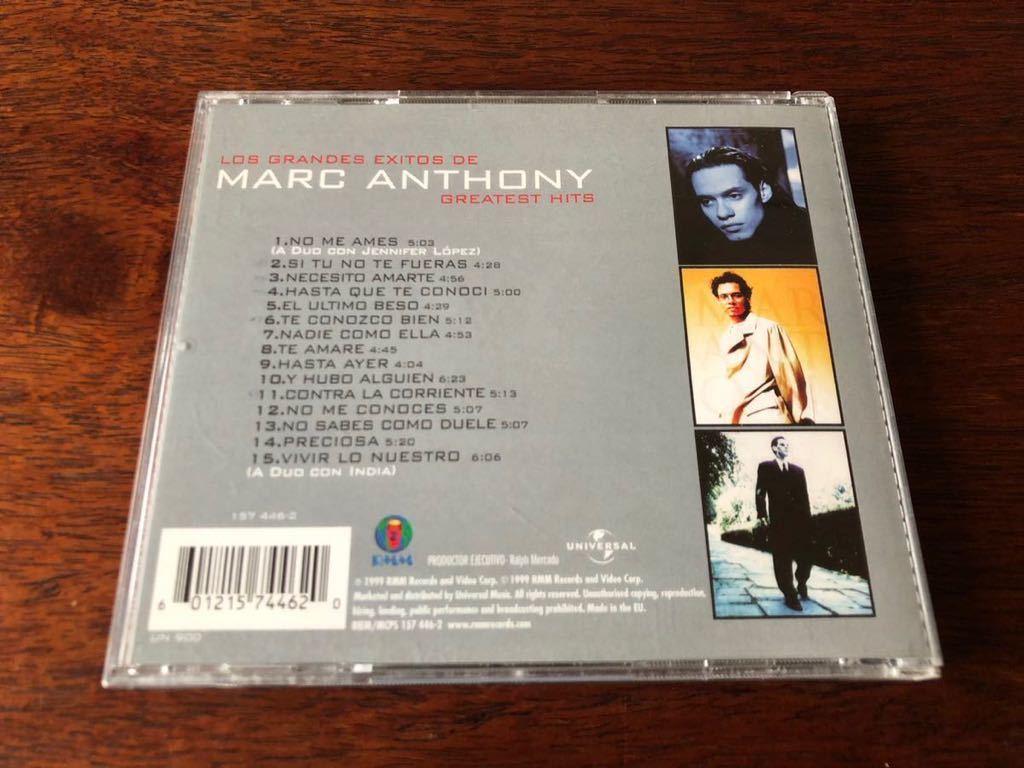 LOS GRANDES EXITOS DE
MARC ANTHONY
GREATEST HITS
1.NO ME AMES 5:03
(A DUO CON JENNIFER LÓPEZ)
2.SI TU NO TE FUERAS 4:28
3.NECESITO AMARTE 4:56
4.HASTA QUE TE CONOCI 5:00
5.EL ULTIMO BESO 4:29
6.TE CONOZCO BIEN 5:12
7.NADIE COMO ELLA 4:53
8.TE AMARE 4:45
9.HASTA AYER 4:04
10.Y HUBO ALGUIEN 6:23
11.CONTRA LA CORRIENTE 5:13
12.NO ME CONOCES 5:07
13.NO SABES COMO DUELE 5:07
14.PRECIOSA 5:20
15.VIVIR LO NUESTRO 6:06
(A DUO CON INDIA)
157 446-2
6 01215 74462 0
UN 900
RMM
PRODUCTOR EJECUTIVO: Ralph Mercado
UNIVERSAL
℗ 1999 RMM Records and Video Corp. © 1999 RMM Records and Video Corp.
Marketed and distributed by Universal Music. All rights reserved. Unauthorised copying, reproduction,
hiring, lending, public performance and broadcasting prohibited. Made in the EU.
BIEM/MCPS 157 446-2 www.rmmrecords.com